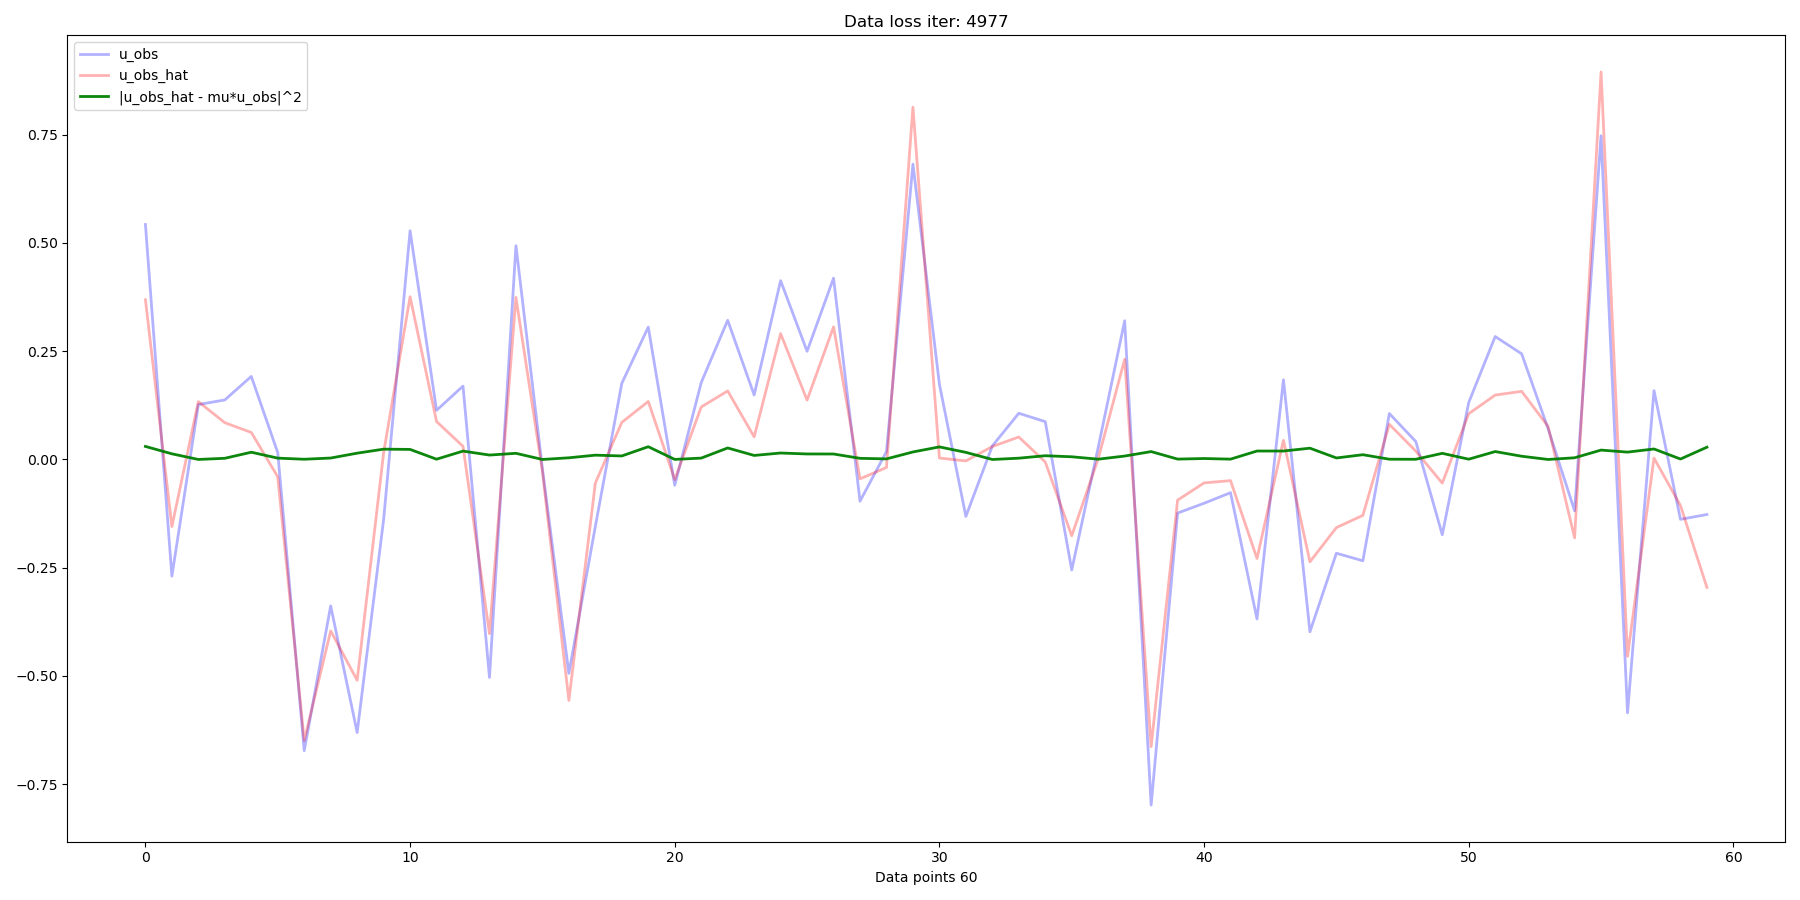 Data loss iter: 4977
u_obs
u_obs_hat
|u_obs_hat - mu*u_obs|^2
0.75
0.50
0.25
0.00
−0.25
−0.50
−0.75
0 10 20 30 40 50 60
Data points 60